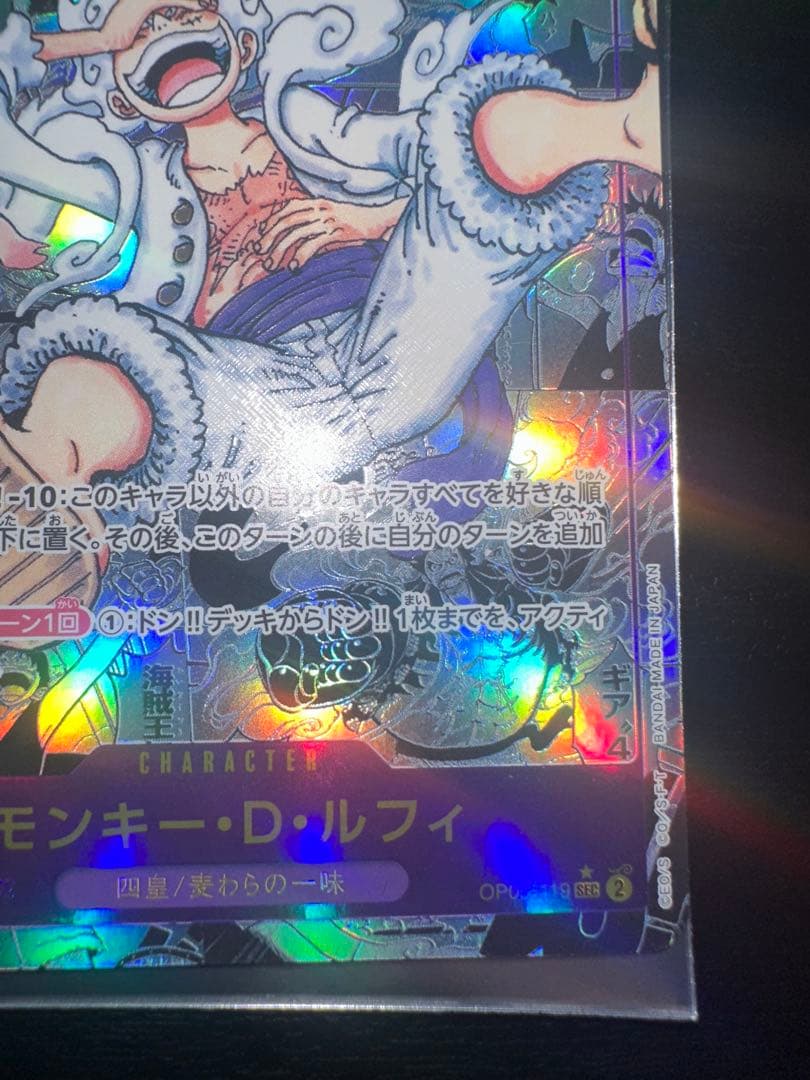 -10:このキャラ以外の自分のキャラすべてを好きな順
下に置く。その後、このターンの後に自分のターンを追加
ターン1回 ①:ドン!!デッキからドン!!1枚までを、アクティ
海賊王
ギア4
CHARACTER
モンキー・D・ルフィ
四皇/麦わらの一味
119 SEC ★ 2
©EO/S ©O/S・F・T BANDAI MADE IN JAPAN